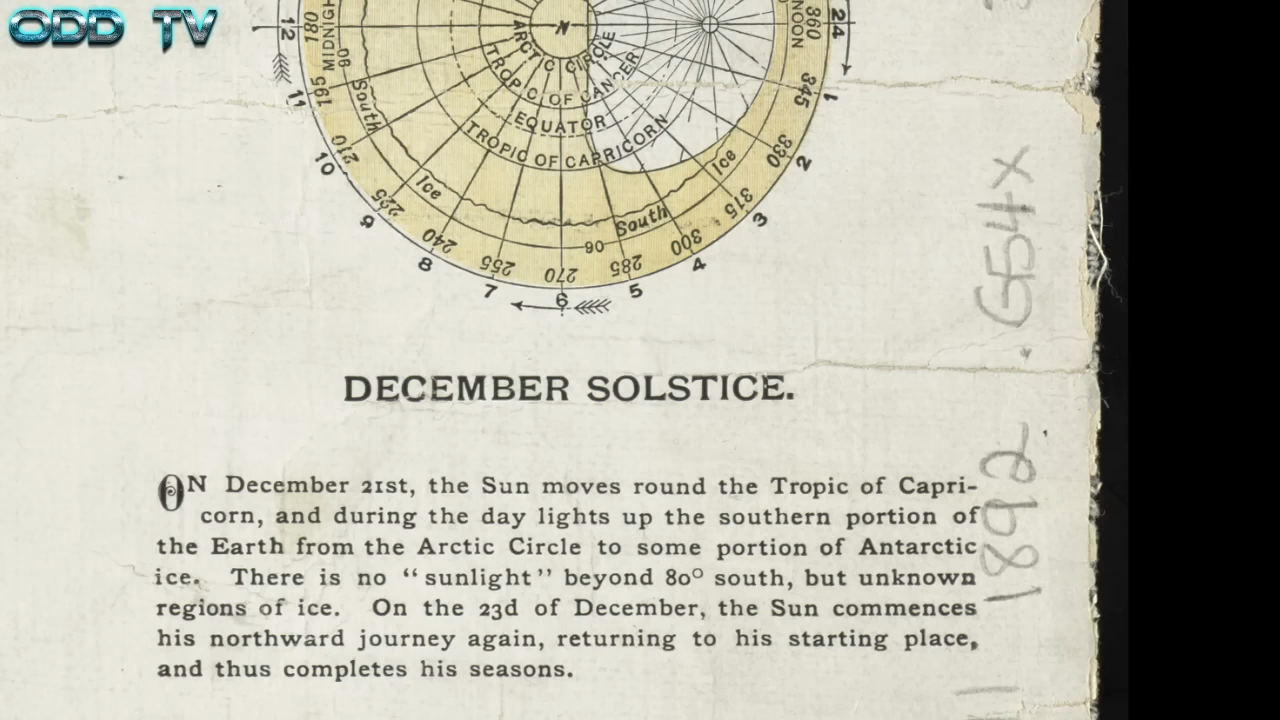 ODD TV
12
180
MIDNIGH
90
11
195
South
10
210
9
225
Ice
8
240
7
255
6
270
90
5
285
South
4
300
3
315
Ice
2
330
1
345
24
360
NOON
N
ARCTIC CIRCLE
TROPIC OF CANCER
EQUATOR
TROPIC OF CAPRICORN
G54x
1892
DECEMBER SOLSTICE.
ON December 21st, the Sun moves round the Tropic of Capri-
corn, and during the day lights up the southern portion of
the Earth from the Arctic Circle to some portion of Antarctic
ice. There is no “sunlight” beyond 80° south, but unknown
regions of ice. On the 23d of December, the Sun commences
his northward journey again, returning to his starting place,
and thus completes his seasons.